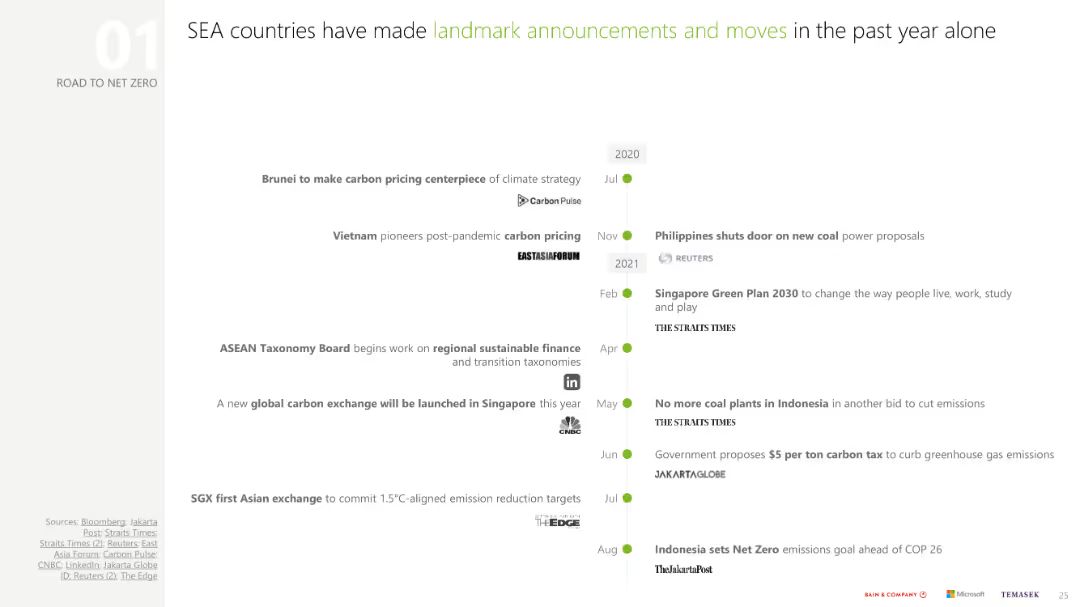 01
ROAD TO NET ZERO
SEA countries have made landmark announcements and moves in the past year alone
2020
Brunei to make carbon pricing centerpiece of climate strategy
Jul
Carbon Pulse
Vietnam pioneers post-pandemic carbon pricing
Nov
Philippines shuts door on new coal power proposals
EASTASIAFORUM
REUTERS
2021
Feb
Singapore Green Plan 2030 to change the way people live, work, study
and play
THE STRAITS TIMES
ASEAN Taxonomy Board begins work on regional sustainable finance
and transition taxonomies
Apr
in
A new global carbon exchange will be launched in Singapore this year
May
No more coal plants in Indonesia in another bid to cut emissions
CNBC
THE STRAITS TIMES
Jun
Government proposes $5 per ton carbon tax to curb greenhouse gas emissions
JAKARTAGLOBE
SGX first Asian exchange to commit 1.5°C-aligned emission reduction targets
Jul
THE EDGE
Aug
Indonesia sets Net Zero emissions goal ahead of COP 26
TheJakartaPost
Sources: Bloomberg; Jakarta
Post; Straits Times;
Straits Times (2); Reuters; East
Asia Forum; Carbon Pulse;
CNBC; LinkedIn; Jakarta Globe
ID; Reuters (2); The Edge
BAIN & COMPANY
Microsoft
TEMASEK
25